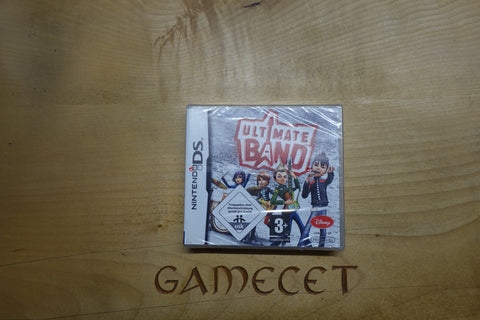 ULTIMATE
BAND
NINTENDO DS
3+
Disney
GAMECET